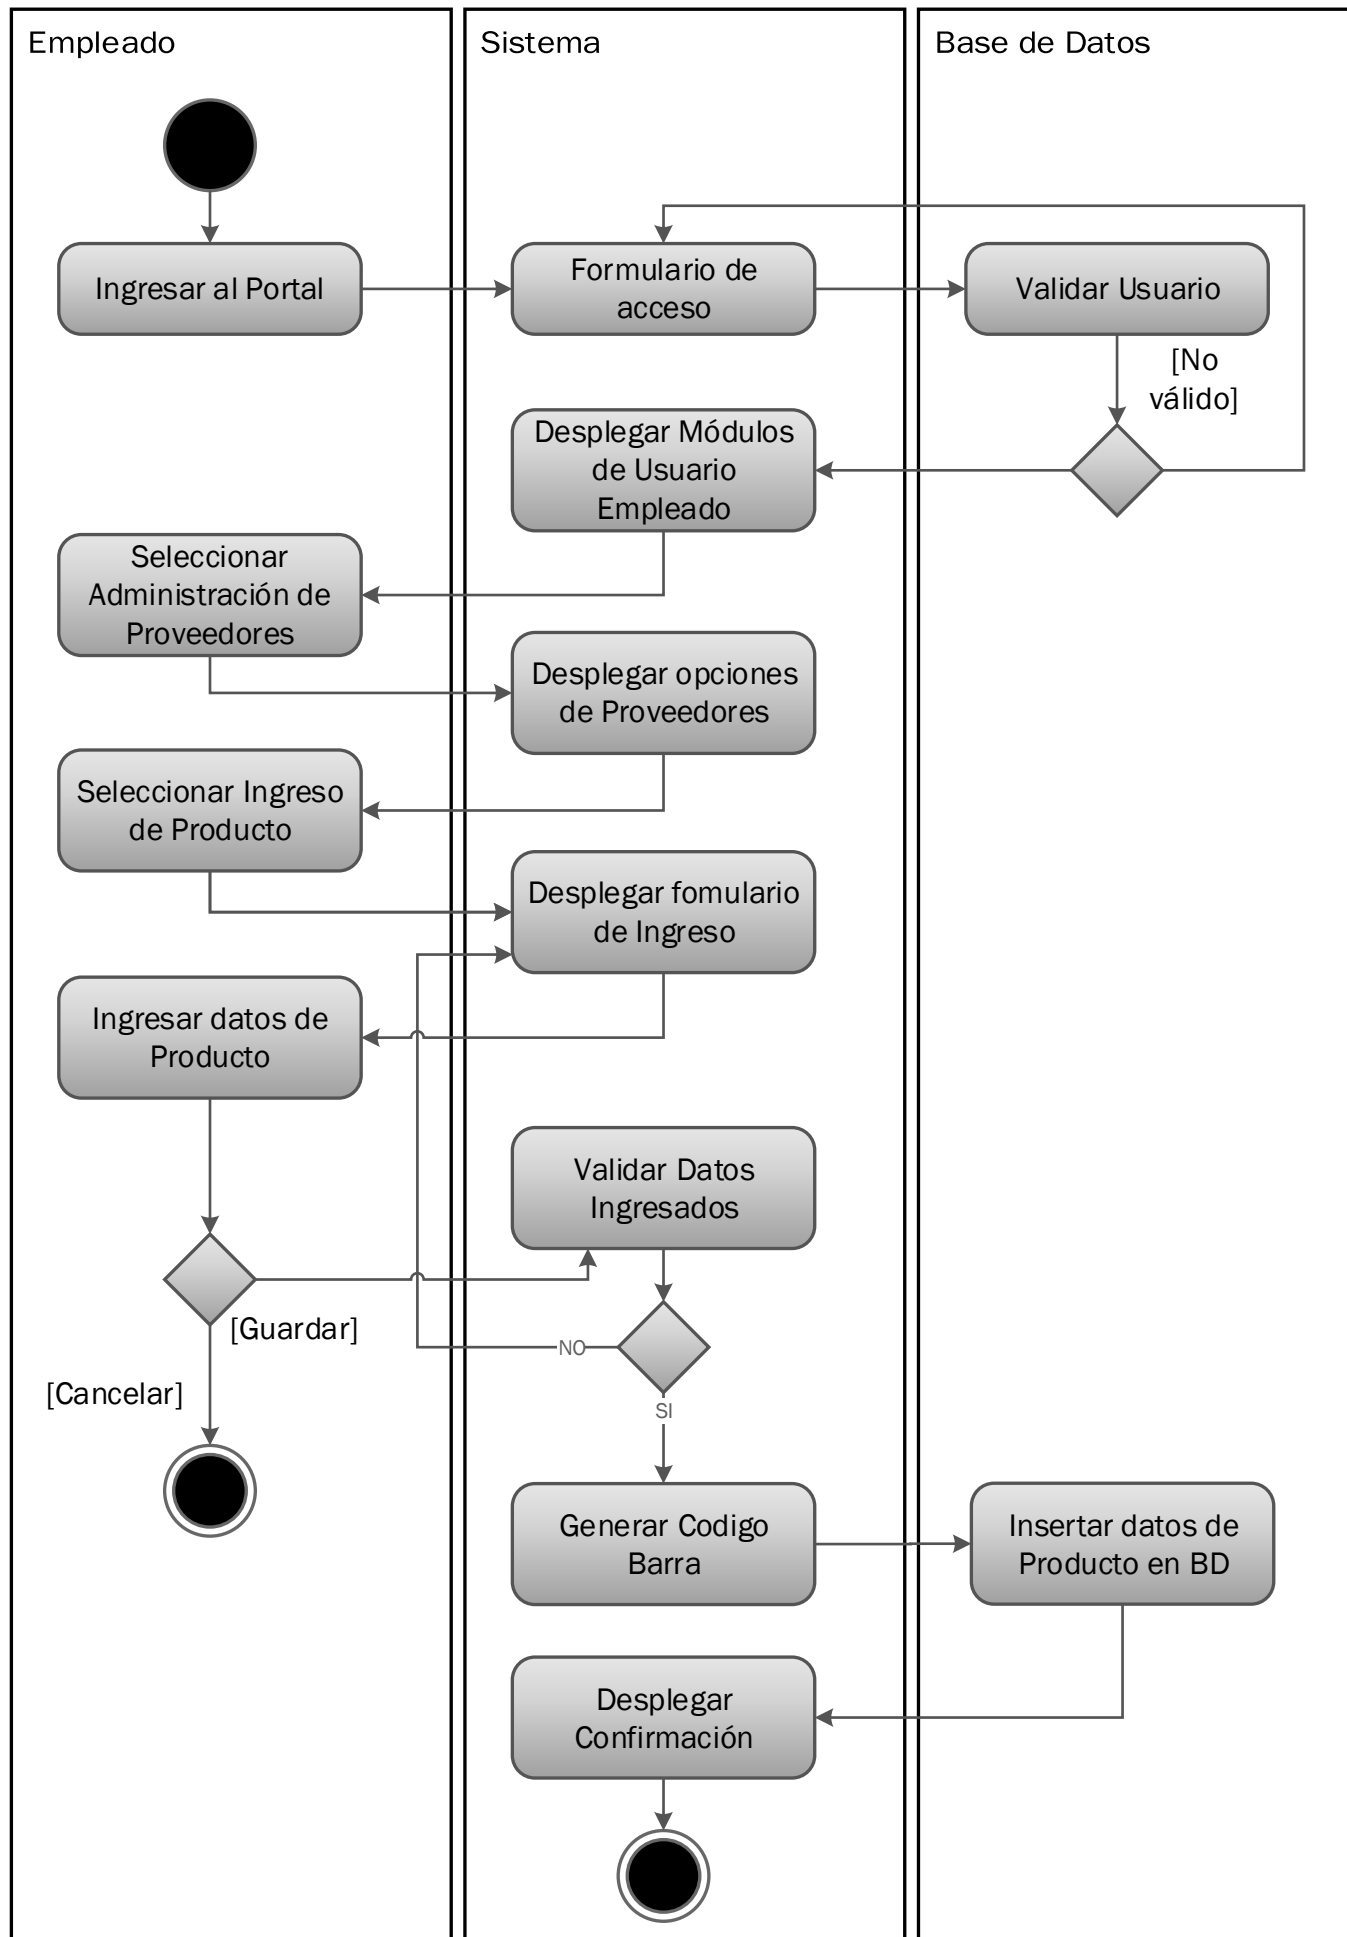 Empleado
Sistema
Base de Datos
Ingresar al Portal
Formulario de
acceso
Validar Usuario
[No
válido]
Desplegar Módulos
de Usuario
Empleado
Seleccionar
Administración de
Proveedores
Desplegar opciones
de Proveedores
Seleccionar Ingreso
de Producto
Desplegar fomulario
de Ingreso
Ingresar datos de
Producto
Validar Datos
Ingresados
[Guardar]
NO
[Cancelar]
SI
Generar Codigo
Barra
Insertar datos de
Producto en BD
Desplegar
Confirmación